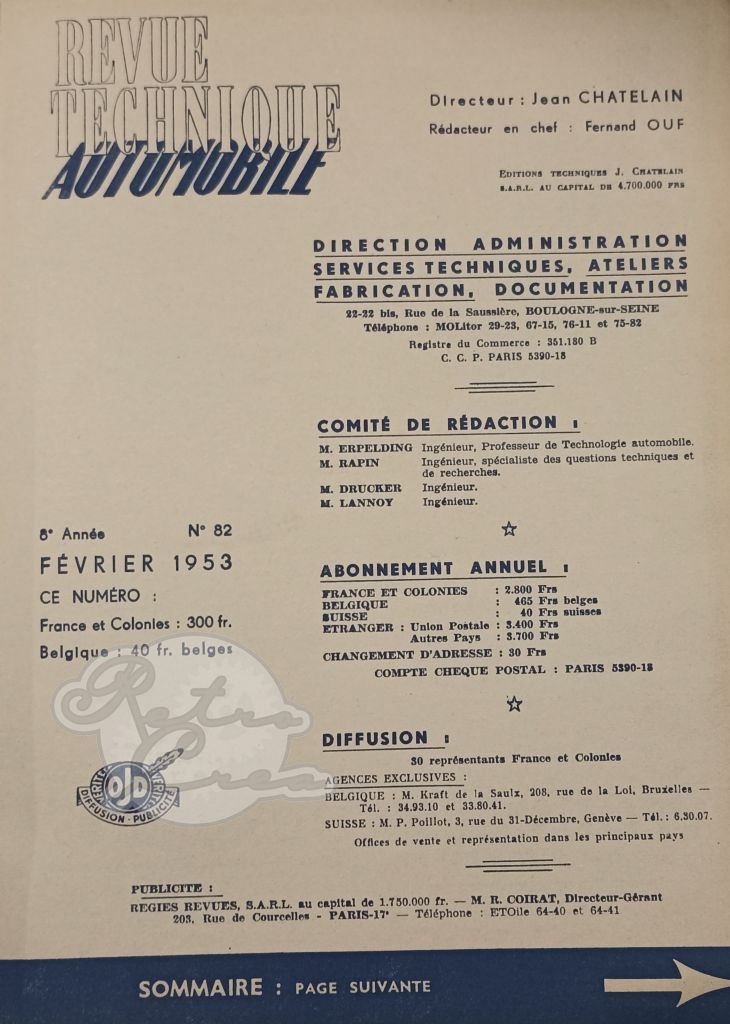 REVUE
TECHNIQUE
AUTOMOBILE
Directeur : Jean CHATELAIN
Rédacteur en chef : Fernand OUF
EDITIONS TECHNIQUES J. CHATELAIN
S.A.R.L. AU CAPITAL DE 4.700.000 FRS
DIRECTION ADMINISTRATION
SERVICES TECHNIQUES, ATELIERS
FABRICATION, DOCUMENTATION
22-22 bis, Rue de la Saussière, BOULOGNE-sur-SEINE
Téléphone : MOLitor 29-23, 67-15, 76-11 et 75-82
Registre du Commerce : 351.180 B
C. C. P. PARIS 5390-18
COMITÉ DE RÉDACTION :
M. ERPELDING Ingénieur, Professeur de Technologie automobile.
M. RAPIN Ingénieur, spécialiste des questions techniques et
de recherches.
M. DRUCKER Ingénieur.
M. LANNOY Ingénieur.
8e Année N° 82
FÉVRIER 1953
CE NUMÉRO :
France et Colonies : 300 fr.
Belgique : 40 fr. belges
ABONNEMENT ANNUEL :
FRANCE ET COLONIES : 2.800 Frs
BELGIQUE : 465 Frs belges
SUISSE : 40 Frs suisses
ETRANGER : Union Postale : 3.400 Frs
Autres Pays : 3.700 Frs
CHANGEMENT D'ADRESSE : 30 Frs
COMPTE CHEQUE POSTAL : PARIS 5390-18
Retro
Crea
OJD
DIFFUSION - PUBLICITÉ
DIFFUSION :
30 représentants France et Colonies
AGENCES EXCLUSIVES :
BELGIQUE : M. Kraft de la Saulx, 208, rue de la Loi, Bruxelles —
Tél. : 34.93.10 et 33.80.41.
SUISSE : M. P. Poillot, 3, rue du 31-Décembre, Genève — Tél. : 6.30.07.
Offices de vente et représentation dans les principaux pays
PUBLICITE :
REGIES REVUES, S.A.R.L. au capital de 1.750.000 fr. — M. R. COIRAT, Directeur-Gérant
203, Rue de Courcelles - PARIS-17e — Téléphone : ETOile 64-40 et 64-41
SOMMAIRE : PAGE SUIVANTE